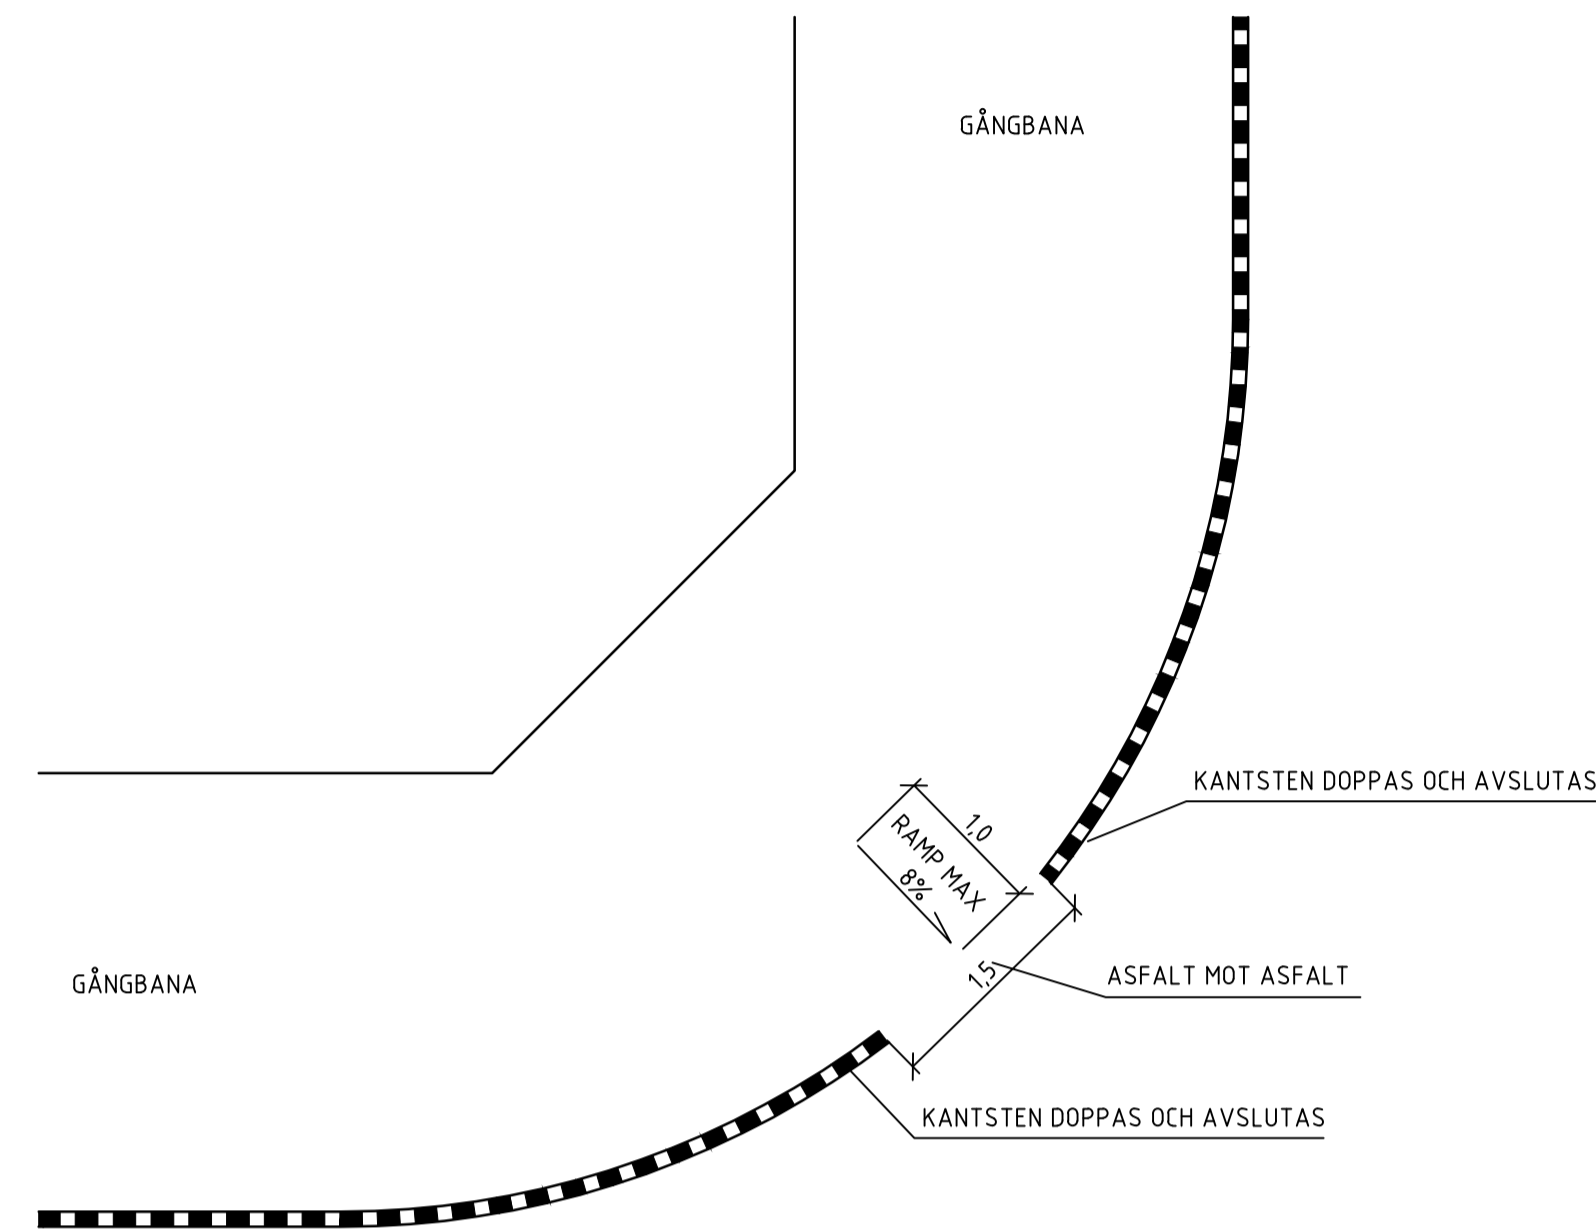 GÅNGBANA
KANTSTEN DOPPAS OCH AVSLUTAS
1,0
RAMP MAX
8%
GÅNGBANA
1,5
ASFALT MOT ASFALT
KANTSTEN DOPPAS OCH AVSLUTAS